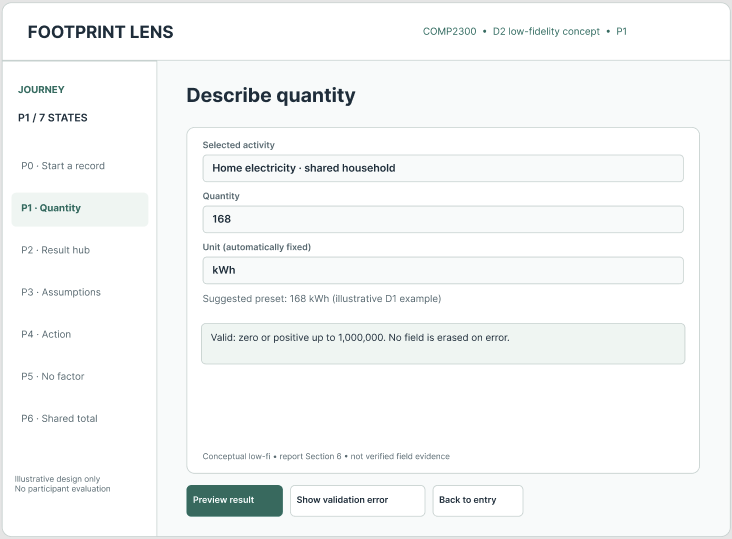 FOOTPRINT LENS
COMP2300 • D2 low-fidelity concept • P1
JOURNEY
P1 / 7 STATES
P0 · Start a record
P1 · Quantity
P2 · Result hub
P3 · Assumptions
P4 · Action
P5 · No factor
P6 · Shared total
Illustrative design only
No participant evaluation
Describe quantity
Selected activity
Home electricity · shared household
Quantity
168
Unit (automatically fixed)
kWh
Suggested preset: 168 kWh (illustrative D1 example)
Valid: zero or positive up to 1,000,000. No field is erased on error.
Conceptual low-fi • report Section 6 • not verified field evidence
Preview result
Show validation error
Back to entry